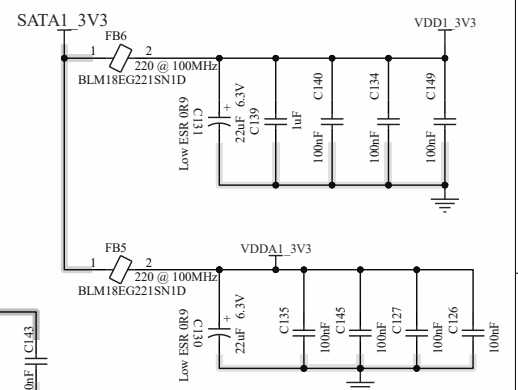 SATA1_3V3
VDD1_3V3
FB6
1
2
220 @ 100MHz
BLM18EG221SN1D
Low ESR 0R9
C131
+
22uF 6.3V
C139
1uF
C140
100nF
C134
100nF
C149
100nF
FB5
1
2
220 @ 100MHz
BLM18EG221SN1D
VDDA1_3V3
Low ESR 0R9
C130
+
22uF 6.3V
C135
100nF
C145
100nF
C127
100nF
C126
100nF
C143